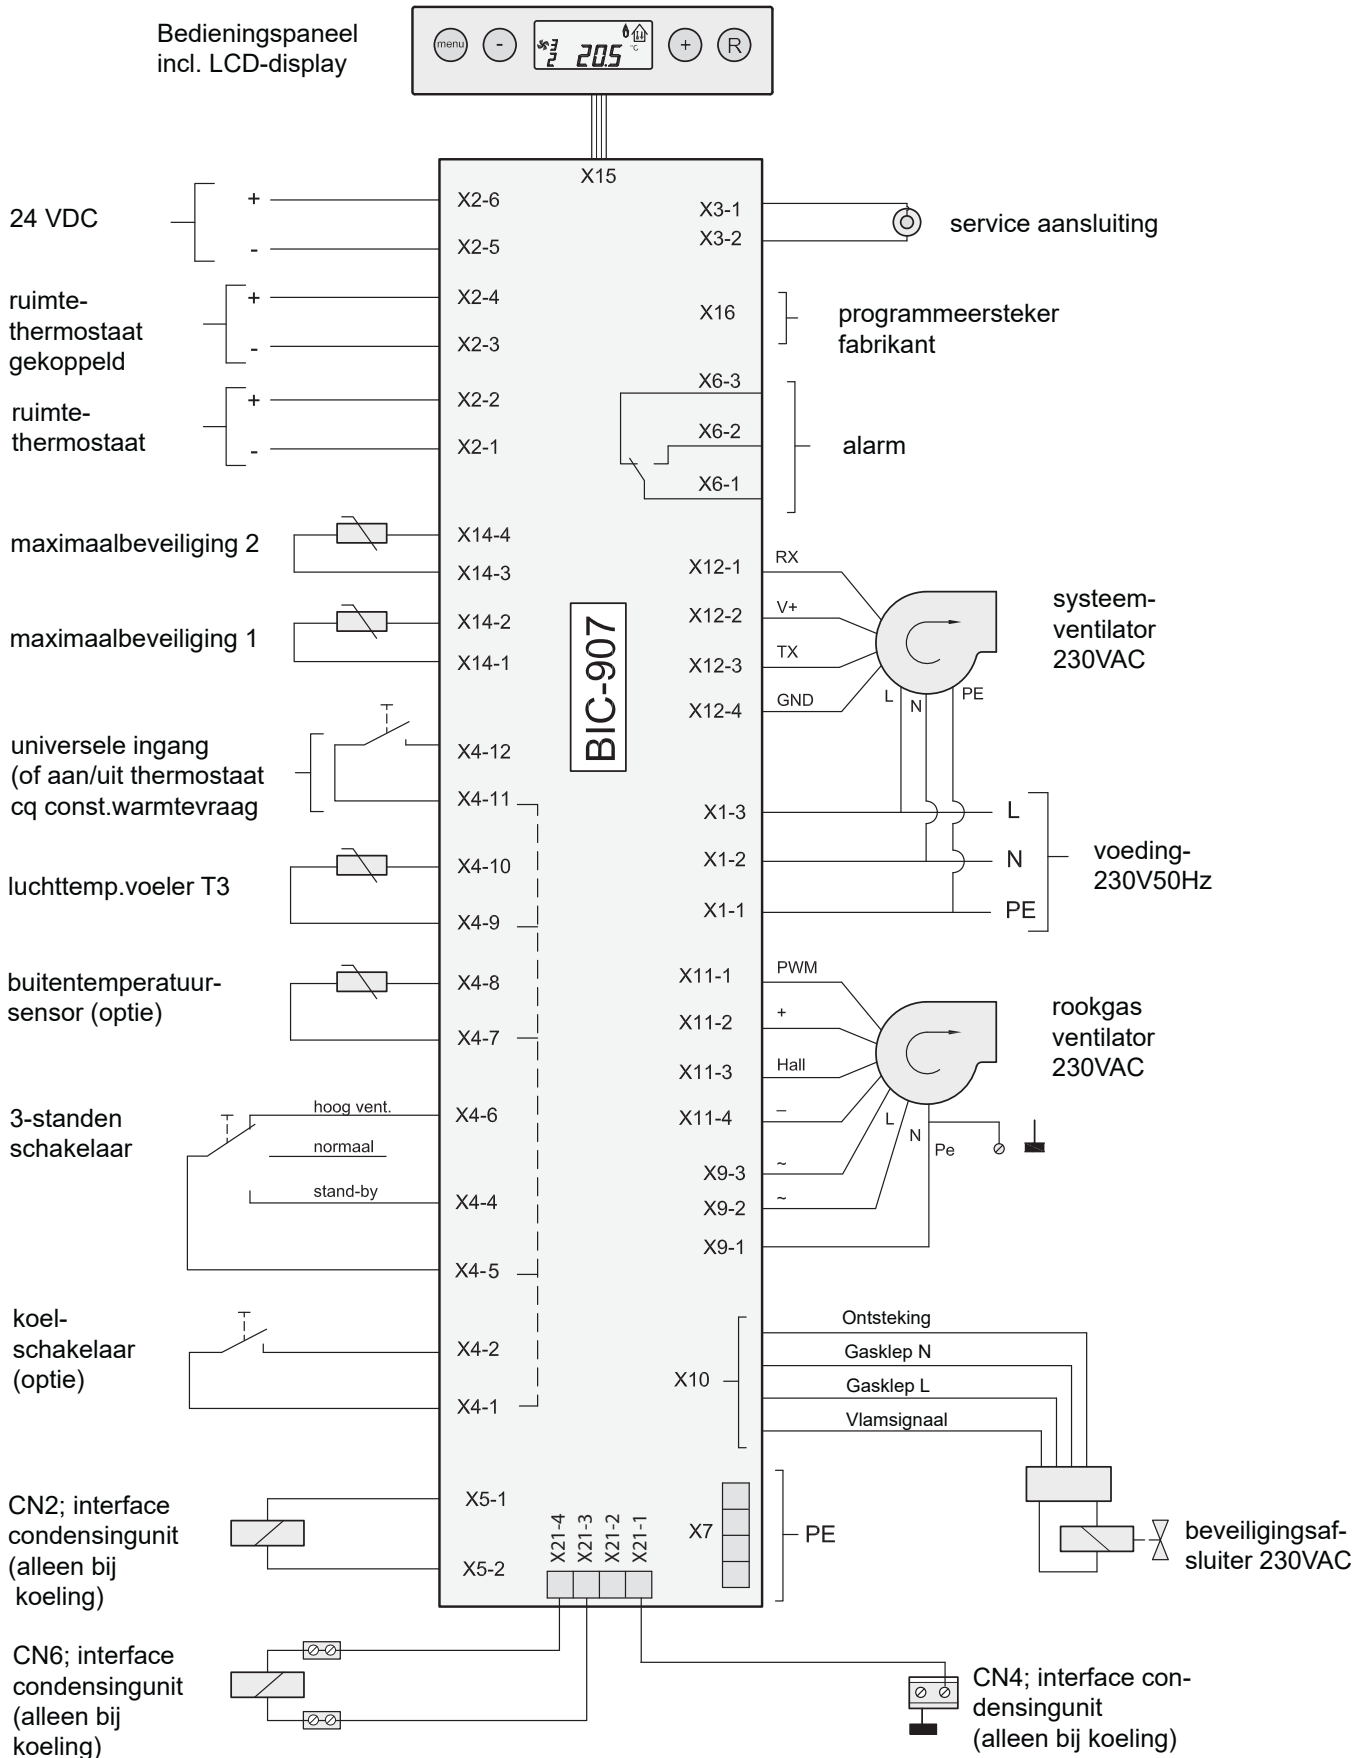 Bedieningspaneel
incl. LCD-display
menu
-
3
2
20.5
°C
+
R
X15
24 VDC
+
-
X2-6
X2-5
ruimte-
thermostaat
gekoppeld
+
-
X2-4
X2-3
ruimte-
thermostaat
+
-
X2-2
X2-1
maximaalbeveiliging 2
X14-4
X14-3
maximaalbeveiliging 1
X14-2
X14-1
universele ingang
(of aan/uit thermostaat
cq const.warmtevraag
X4-12
X4-11
luchttemp.voeler T3
X4-10
X4-9
buitentemperatuur-
sensor (optie)
X4-8
X4-7
3-standen
schakelaar
hoog vent.
normaal
stand-by
X4-6
X4-4
X4-5
koel-
schakelaar
(optie)
X4-2
X4-1
CN2; interface
condensingunit
(alleen bij
koeling)
X5-1
X5-2
CN6; interface
condensingunit
(alleen bij
koeling)
BIC-907
X21-4
X21-3
X21-2
X21-1
X3-1
X3-2
service aansluiting
X16
programmeersteker
fabrikant
X6-3
X6-2
X6-1
alarm
X12-1
RX
X12-2
V+
X12-3
TX
X12-4
GND
L
N
PE
systeem-
ventilator
230VAC
X1-3
L
X1-2
N
X1-1
PE
voeding-
230V50Hz
X11-1
PWM
X11-2
+
X11-3
Hall
X11-4
–
X9-3
~
X9-2
~
X9-1
L
N
Pe
rookgas
ventilator
230VAC
X10
Ontsteking
Gasklep N
Gasklep L
Vlamsignaal
beveiligingsaf-
sluiter 230VAC
X7
PE
CN4; interface con-
densingunit
(alleen bij koeling)